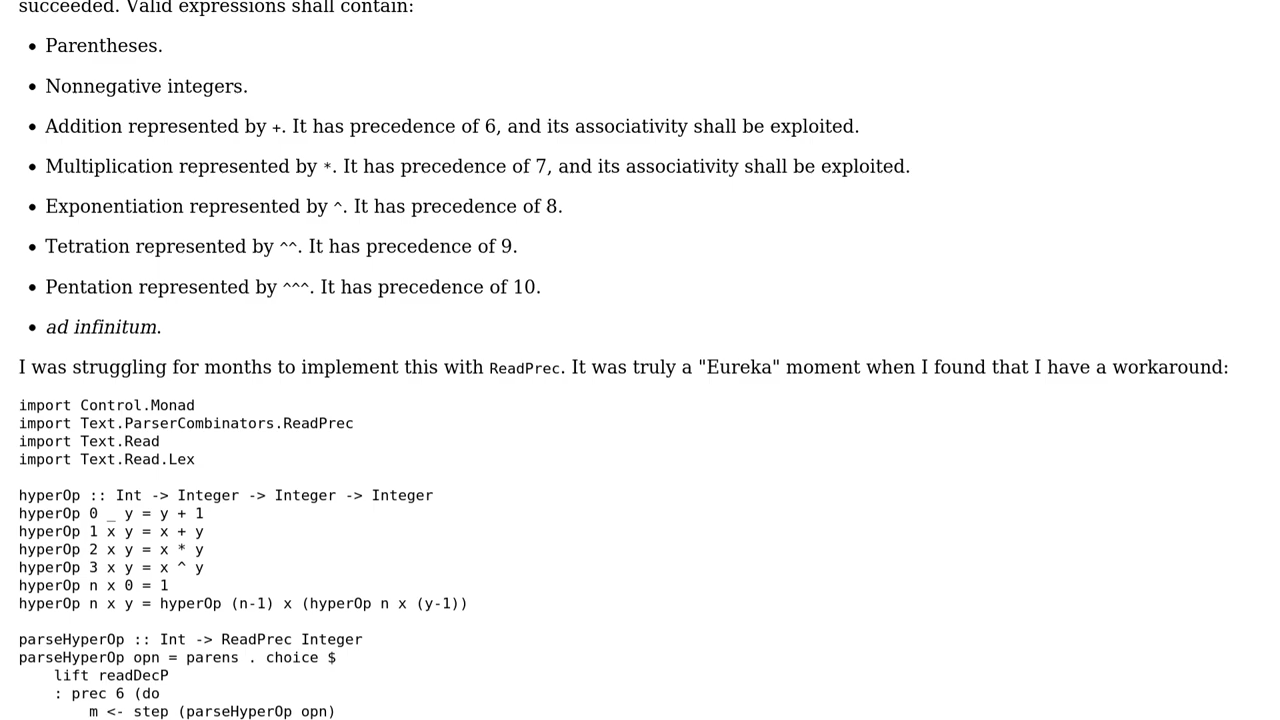 succeeded. Valid expressions shall contain:
• Parentheses.
• Nonnegative integers.
• Addition represented by +. It has precedence of 6, and its associativity shall be exploited.
• Multiplication represented by *. It has precedence of 7, and its associativity shall be exploited.
• Exponentiation represented by ^. It has precedence of 8.
• Tetration represented by ^^. It has precedence of 9.
• Pentation represented by ^^^. It has precedence of 10.
• ad infinitum.
I was struggling for months to implement this with ReadPrec. It was truly a "Eureka" moment when I found that I have a workaround:
import Control.Monad
import Text.ParserCombinators.ReadPrec
import Text.Read
import Text.Read.Lex

hyperOp :: Int -> Integer -> Integer -> Integer
hyperOp 0 _ y = y + 1
hyperOp 1 x y = x + y
hyperOp 2 x y = x * y
hyperOp 3 x y = x ^ y
hyperOp n x 0 = 1
hyperOp n x y = hyperOp (n-1) x (hyperOp n x (y-1))

parseHyperOp :: Int -> ReadPrec Integer
parseHyperOp opn = parens . choice $
    lift readDecP
    : prec 6 (do
        m <- step (parseHyperOp opn)